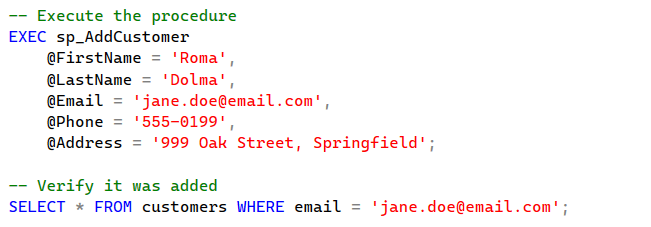 -- Execute the procedure
EXEC sp_AddCustomer
    @FirstName = 'Roma',
    @LastName = 'Dolma',
    @Email = 'jane.doe@email.com',
    @Phone = '555-0199',
    @Address = '999 Oak Street, Springfield';

-- Verify it was added
SELECT * FROM customers WHERE email = 'jane.doe@email.com';